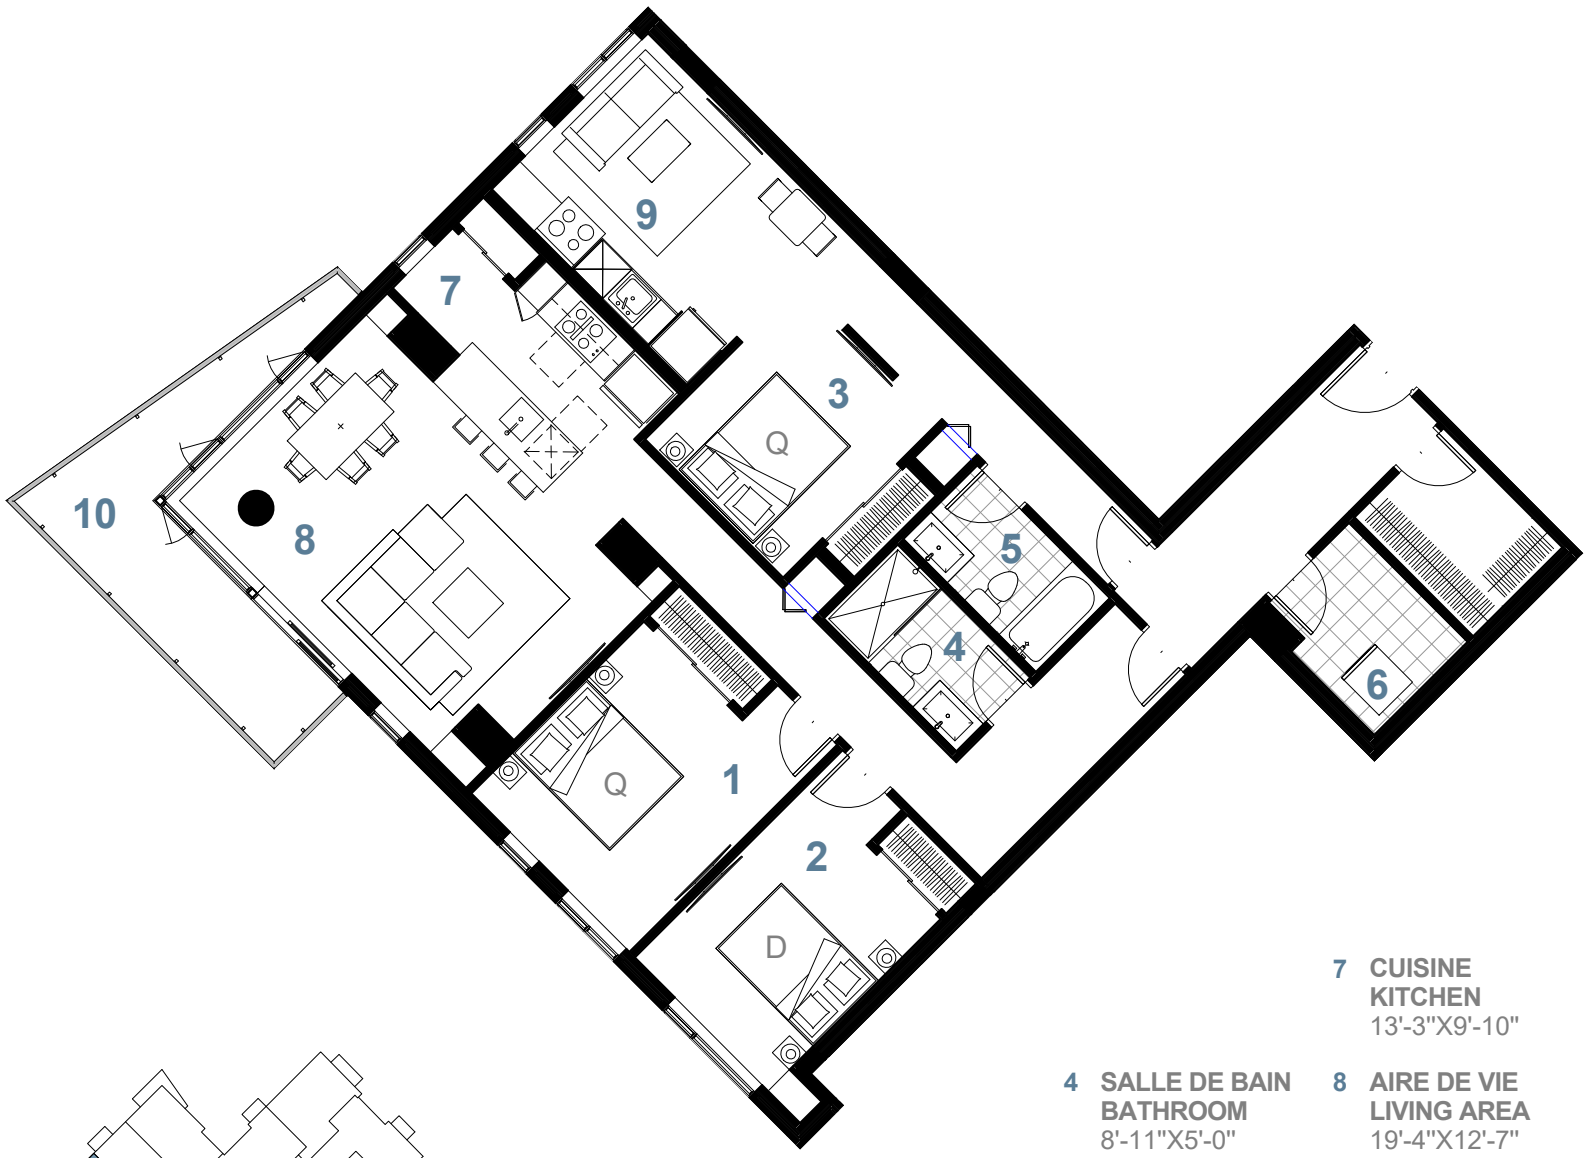 9
7
3
Q
10
8
5
4
6
1
Q
2
D
7 CUISINE
KITCHEN
13'-3"X9'-10"
4 SALLE DE BAIN
BATHROOM
8'-11"X5'-0"
8 AIRE DE VIE
LIVING AREA
19'-4"X12'-7"